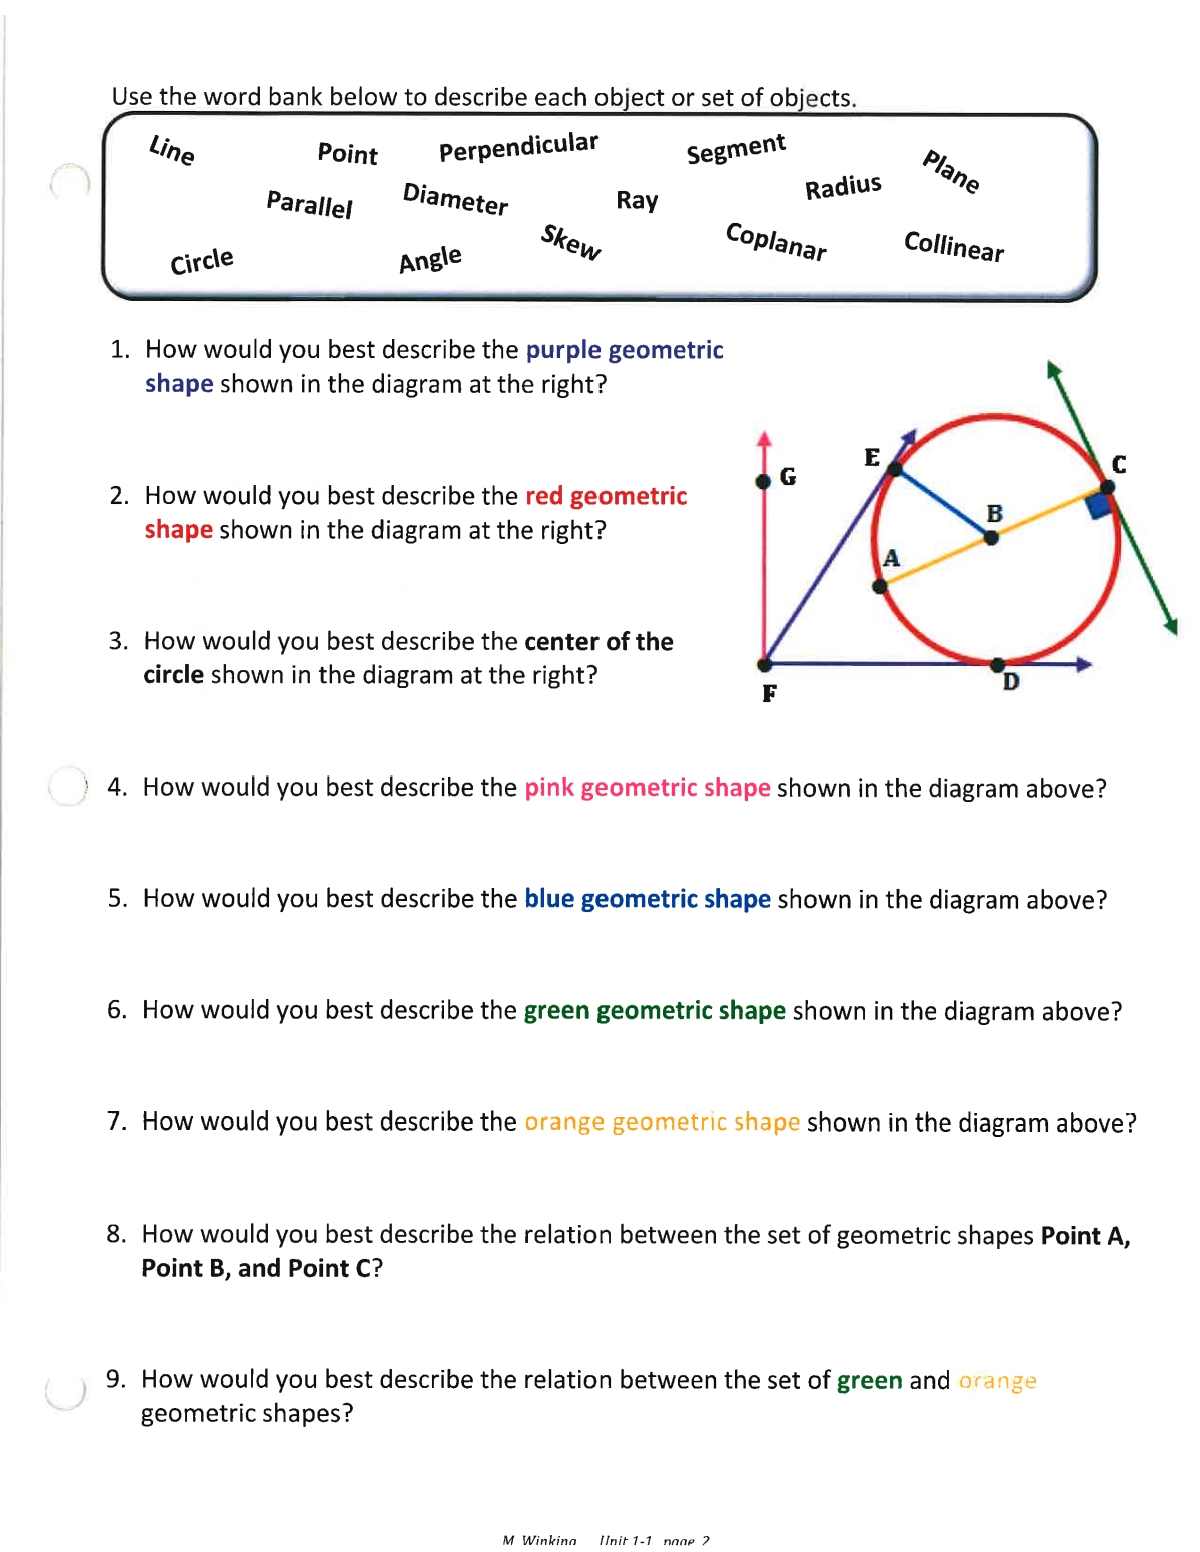 Use the word bank below to describe each object or set of objects.
Line
Point
Perpendicular
Segment
Plane
Parallel
Diameter
Ray
Radius
Circle
Angle
Skew
Coplanar
Collinear
1. How would you best describe the purple geometric
shape shown in the diagram at the right?
2. How would you best describe the red geometric
shape shown in the diagram at the right?
3. How would you best describe the center of the
circle shown in the diagram at the right?
G
E
C
B
A
F
D
4. How would you best describe the pink geometric shape shown in the diagram above?
5. How would you best describe the blue geometric shape shown in the diagram above?
6. How would you best describe the green geometric shape shown in the diagram above?
7. How would you best describe the orange geometric shape shown in the diagram above?
8. How would you best describe the relation between the set of geometric shapes Point A,
Point B, and Point C?
9. How would you best describe the relation between the set of green and orange
geometric shapes?
M. Winking Unit 1-1 page 2